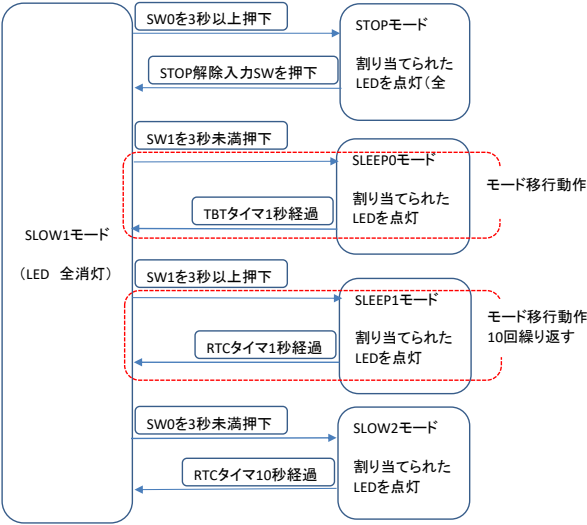 SW0を3秒以上押下
STOPモード
割り当てられた
LEDを点灯(全
STOP解除入力SWを押下
SW1を3秒未満押下
SLEEP0モード
割り当てられた
LEDを点灯
モード移行動作
TBTタイマ1秒経過
SLOW1モード
(LED 全消灯)
SW1を3秒以上押下
SLEEP1モード
割り当てられた
LEDを点灯
モード移行動作
10回繰り返す
RTCタイマ1秒経過
SW0を3秒未満押下
SLOW2モード
割り当てられた
LEDを点灯
RTCタイマ10秒経過